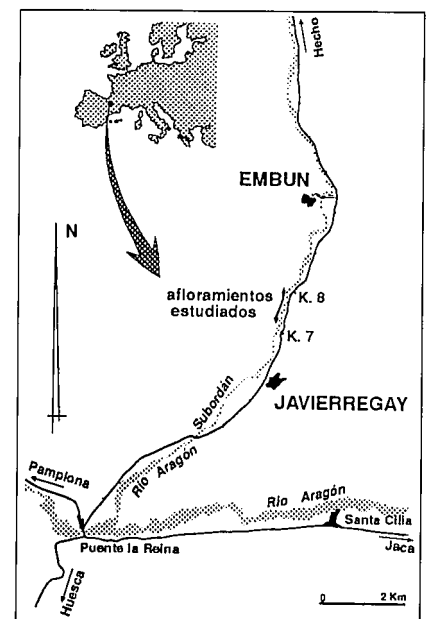 Hecho
EMBUN
N
afloramientos
estudiados
K. 8
K. 7
JAVIERREGAY
Río Aragón Subordán
Pamplona
Río Aragón
Santa Cilia
Puente la Reina
Jaca
Huesca
0 2 Km